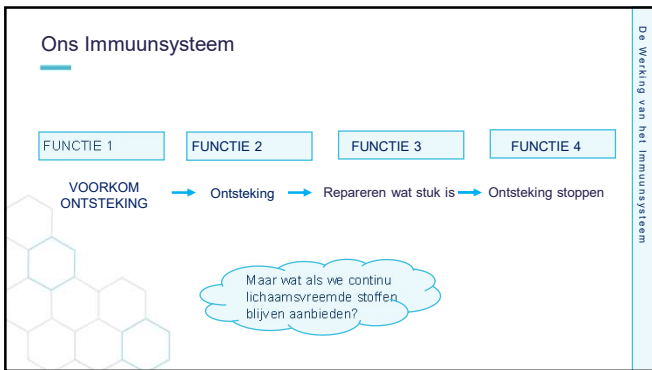 Ons Immuunsysteem
FUNCTIE 1
FUNCTIE 2
FUNCTIE 3
FUNCTIE 4
VOORKOM
ONTSTEKING
Ontsteking
Repareren wat stuk is
Ontsteking stoppen
Maar wat als we continu
lichaamsvreemde stoffen
blijven aanbieden?
De Werking van het Immuunsysteem